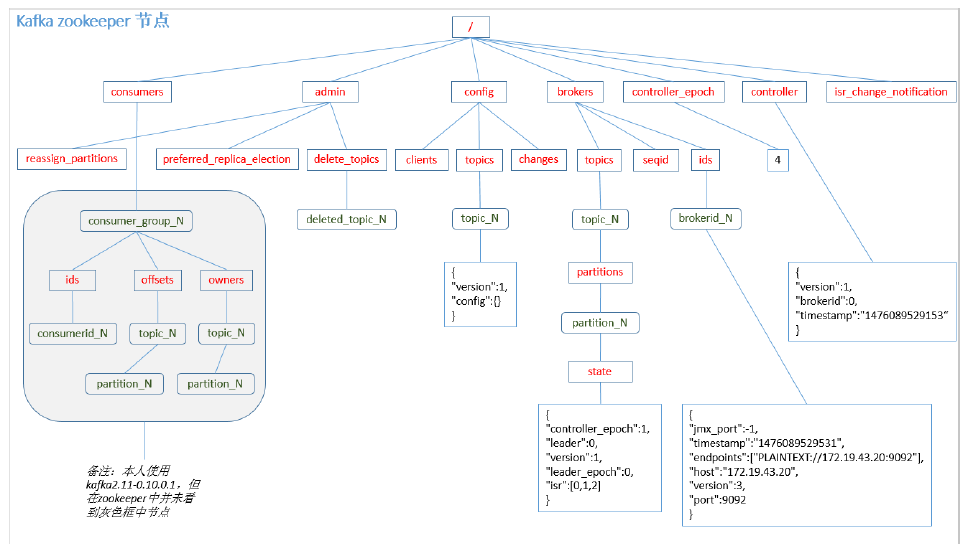 Kafka zookeeper 节点
/
consumers
admin
config
brokers
controller_epoch
controller
isr_change_notification
reassign_partitions
preferred_replica_election
delete_topics
clients
topics
changes
topics
seqid
ids
4
consumer_group_N
deleted_topic_N
topic_N
topic_N
brokerid_N
ids
offsets
owners
consumerid_N
topic_N
topic_N
partition_N
partition_N
{
"version":1,
"config":{}
}
partitions
partition_N
state
{
"version":1,
"brokerid":0,
"timestamp":"1476089529153“
}
{
"controller_epoch":1,
"leader":0,
"version":1,
"leader_epoch":0,
"isr":[0,1,2]
}
{
"jmx_port":-1,
"timestamp":"1476089529531",
"endpoints":["PLAINTEXT://172.19.43.20:9092"],
"host":"172.19.43.20",
"version":3,
"port":9092
}
备注：本人使用
kafka2.11-0.10.0.1，但
在zookeeper中并未看
到灰色框中节点